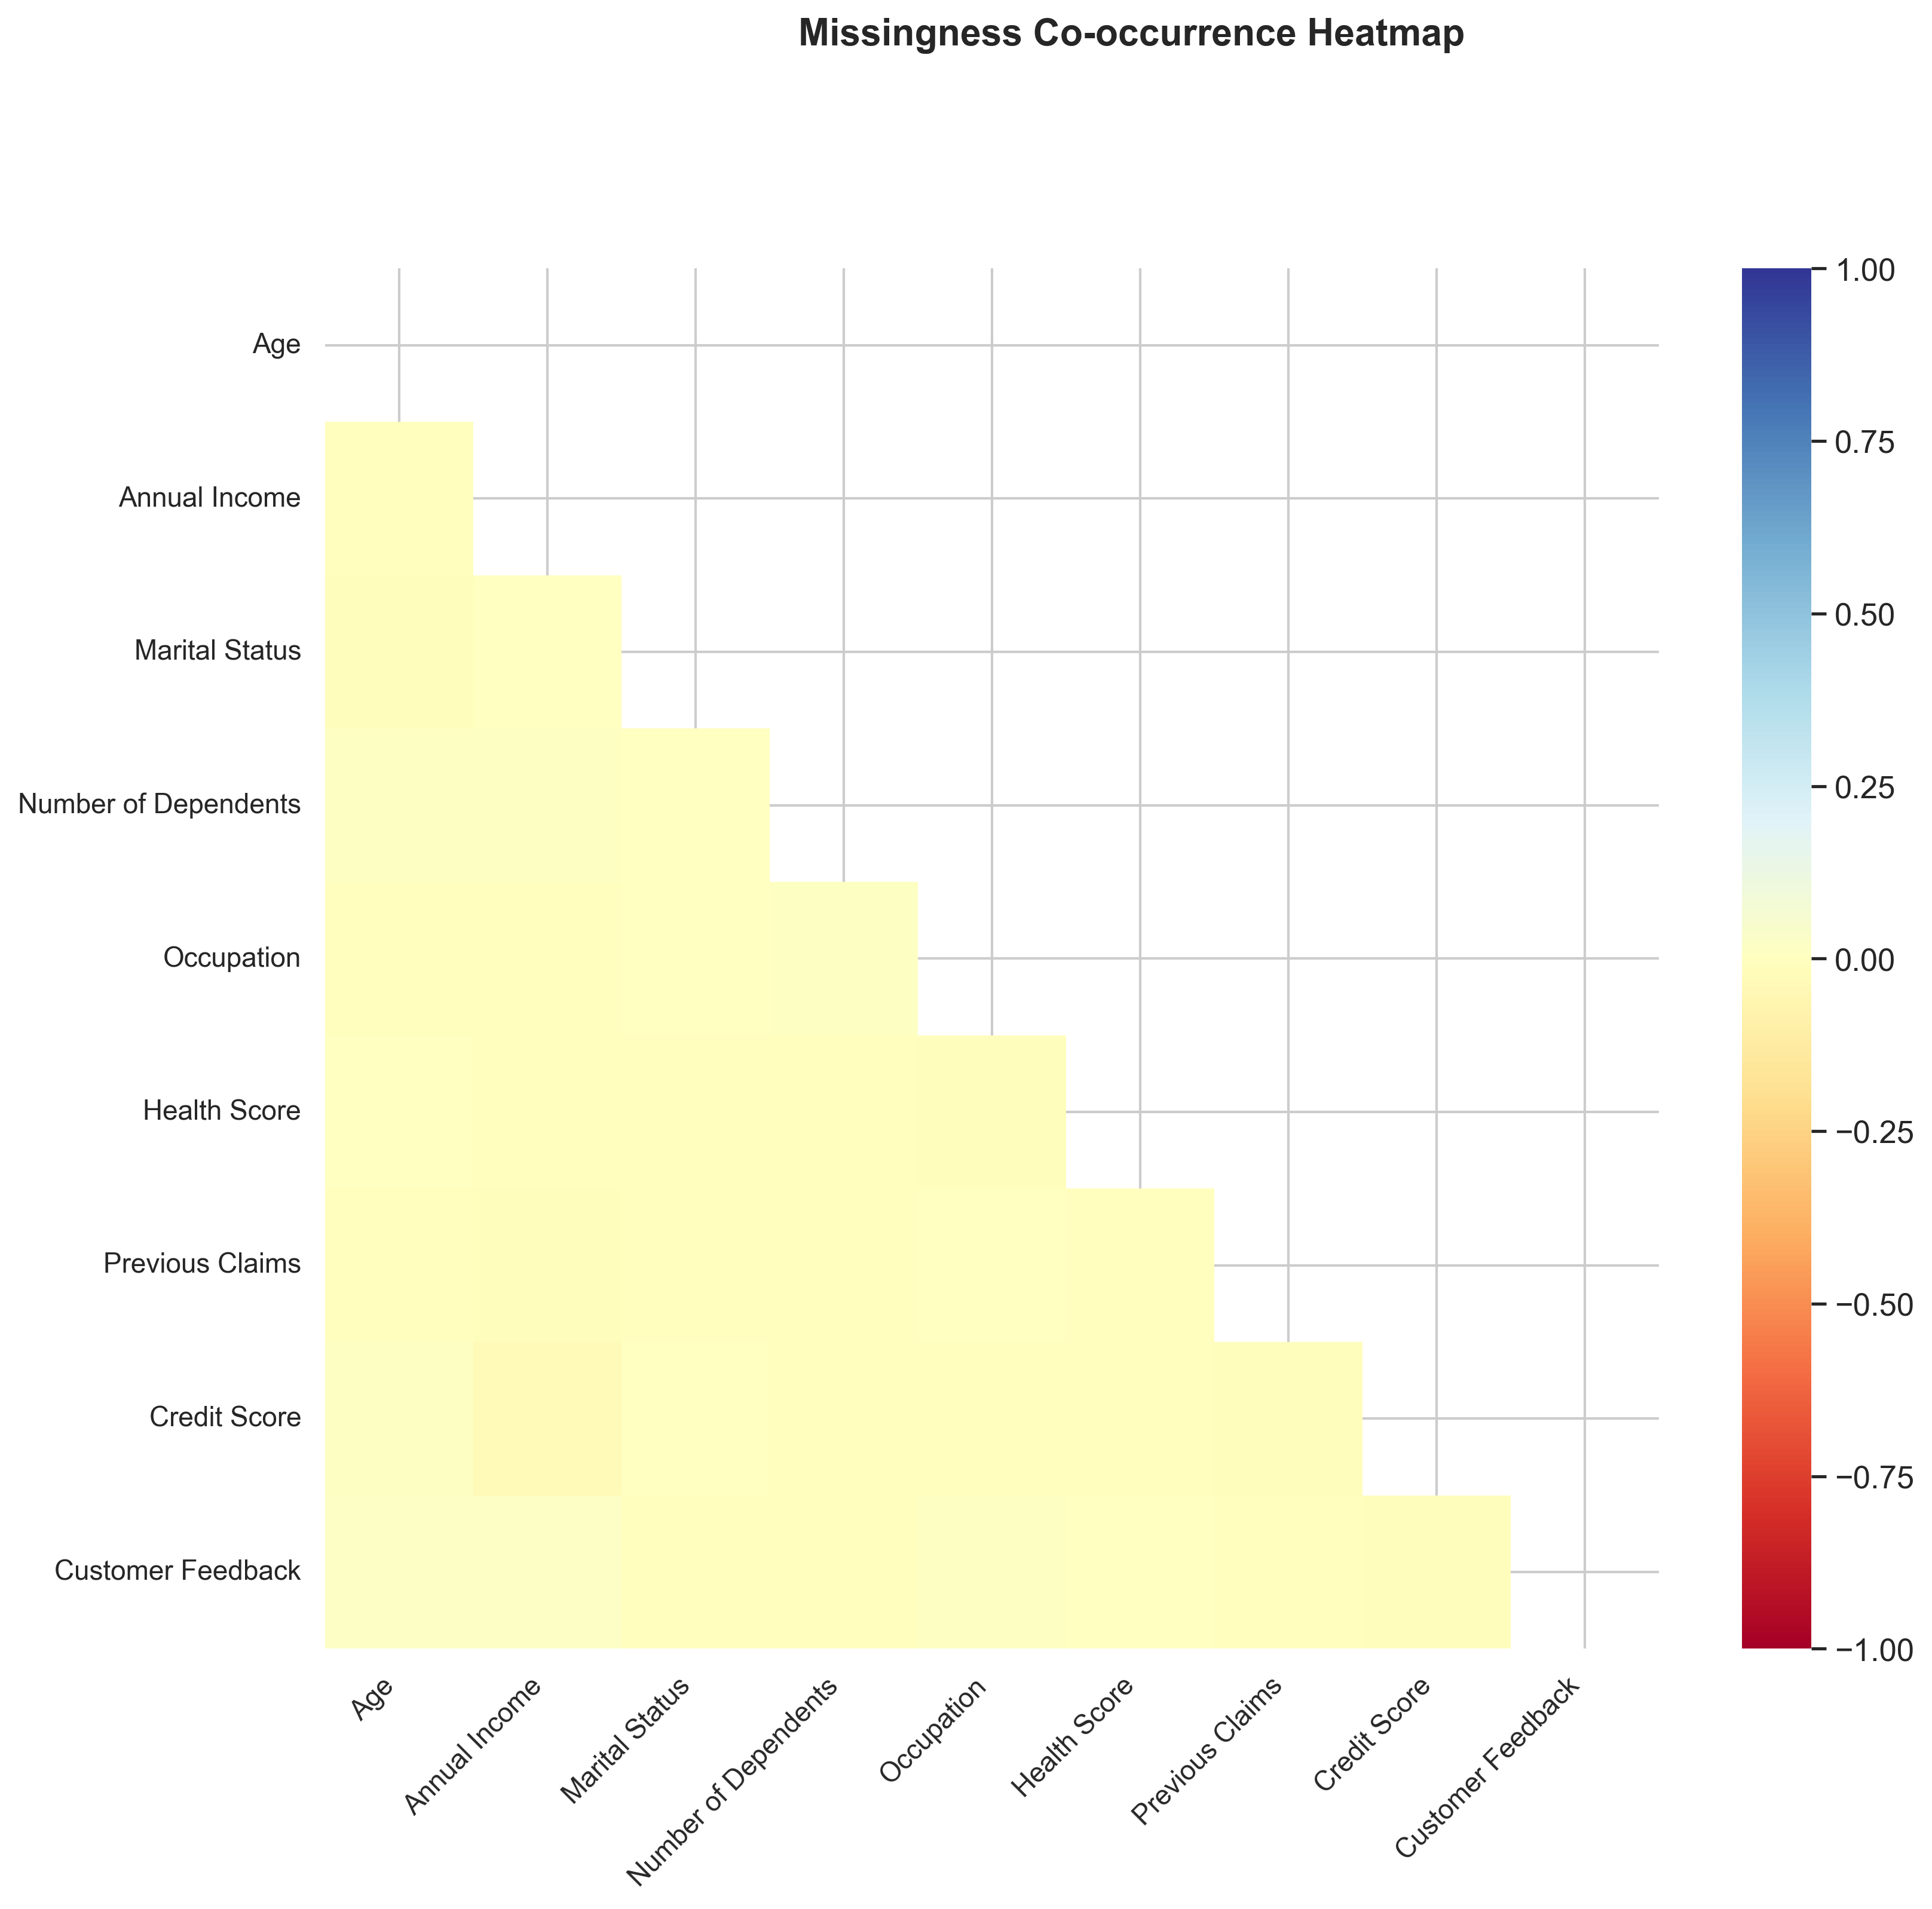 Missingness Co-occurrence Heatmap
Age
Annual Income
Marital Status
Number of Dependents
Occupation
Health Score
Previous Claims
Credit Score
Customer Feedback
Age
Annual Income
Marital Status
Number of Dependents
Occupation
Health Score
Previous Claims
Credit Score
Customer Feedback
1.00
0.75
0.50
0.25
0.00
−0.25
−0.50
−0.75
−1.00